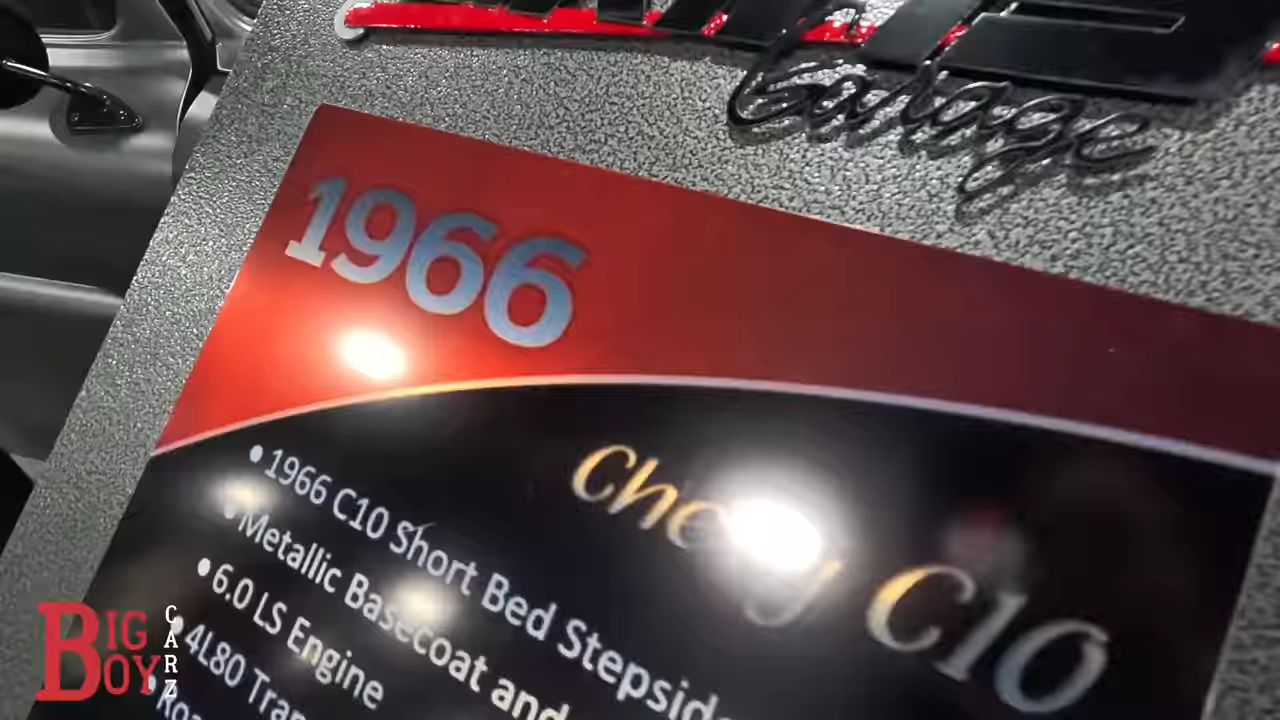 Garage
1966
Chevy C10
• 1966 C10 Short Bed Stepside
• Metallic Basecoat and
• 6.0 LS Engine
• 4L80 Tran
BIG BOY CARZ